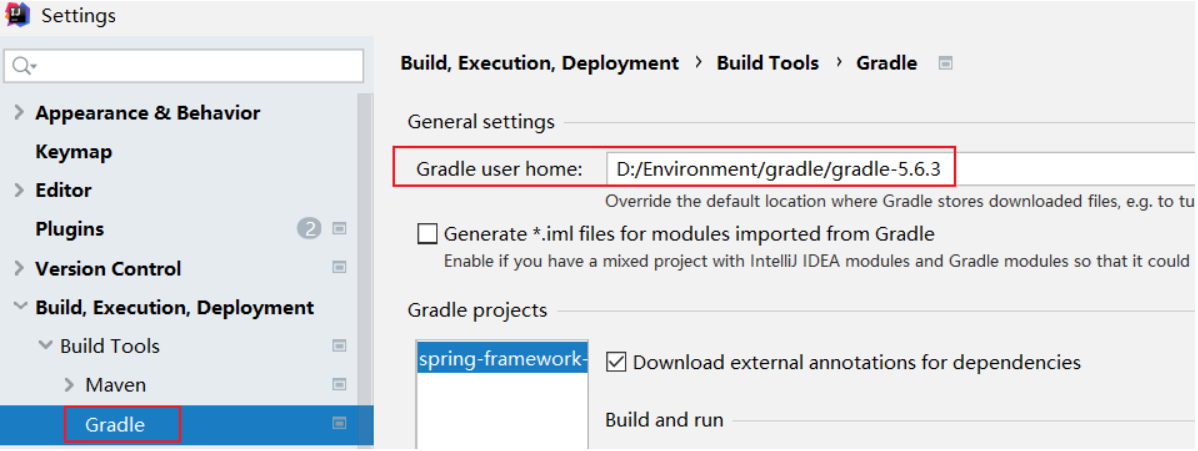 Settings
Appearance & Behavior
Keymap
Editor
Plugins 2
Version Control
Build, Execution, Deployment
Build Tools
Maven
Gradle
Build, Execution, Deployment › Build Tools › Gradle
General settings
Gradle user home: D:/Environment/gradle/gradle-5.6.3
Override the default location where Gradle stores downloaded files, e.g. to tu
Generate *.iml files for modules imported from Gradle
Enable if you have a mixed project with IntelliJ IDEA modules and Gradle modules so that it could
Gradle projects
spring-framework-
Download external annotations for dependencies
Build and run